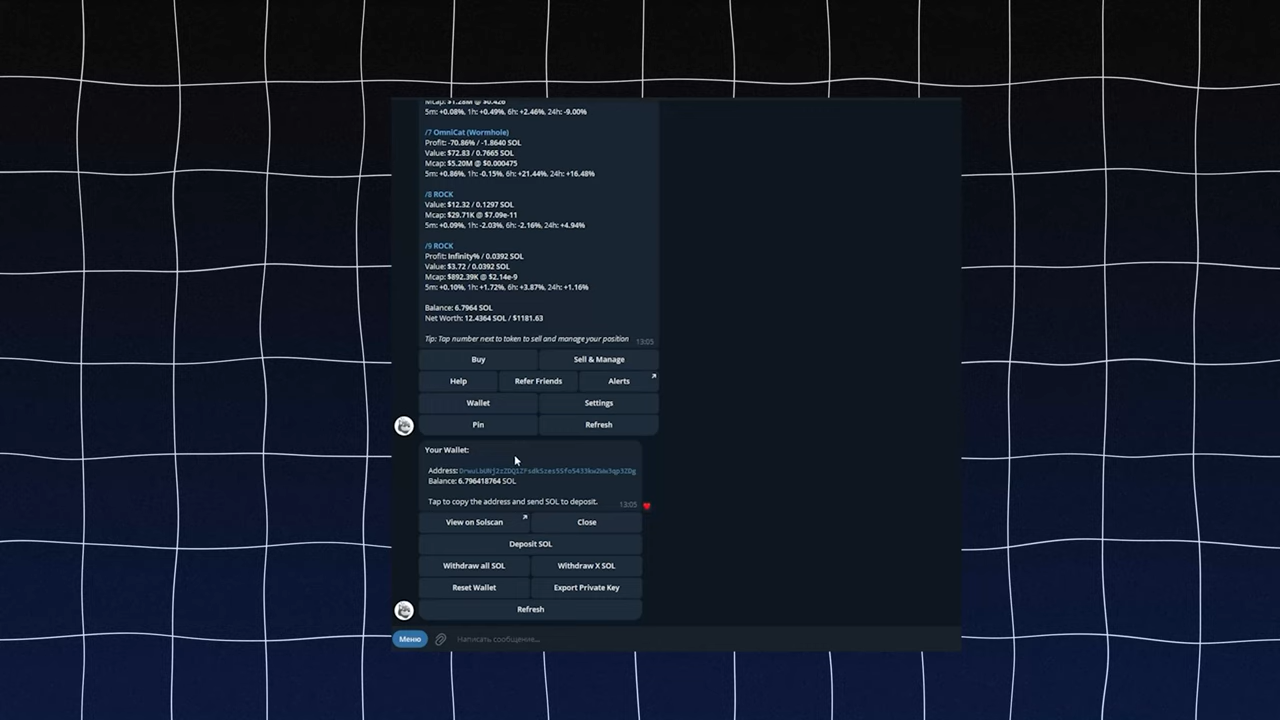 Mcap: $1.28M @ $0.426
5m: +0.08%, 1h: +0.49%, 6h: +2.46%, 24h: -9.00%
/7 OmniCat (Wormhole)
Profit: -70.86% / -1.8640 SOL
Value: $72.83 / 0.7665 SOL
Mcap: $5.20M @ $0.000475
5m: +0.86%, 1h: -0.15%, 6h: +21.44%, 24h: +16.48%
/8 ROCK
Value: $12.32 / 0.1297 SOL
Mcap: $29.71K @ $7.09e-11
5m: +0.09%, 1h: -2.03%, 6h: -2.16%, 24h: +4.94%
/9 ROCK
Profit: Infinity% / 0.0392 SOL
Value: $3.72 / 0.0392 SOL
Mcap: $892.39K @ $2.14e-9
5m: +0.10%, 1h: +1.72%, 6h: +3.87%, 24h: +1.16%
Balance: 6.7964 SOL
Net Worth: 12.4364 SOL / $1181.63
Tip: Tap number next to token to sell and manage your position 13:05
Buy Sell & Manage
Help Refer Friends Alerts
Wallet Settings
Pin Refresh
Your Wallet:
Address:
Balance: 6.796418764 SOL
Tap to copy the address and send SOL to deposit. 13:05
View on Solscan Close
Deposit SOL
Withdraw all SOL Withdraw X SOL
Reset Wallet Export Private Key
Refresh
Меню Написать сообщение...